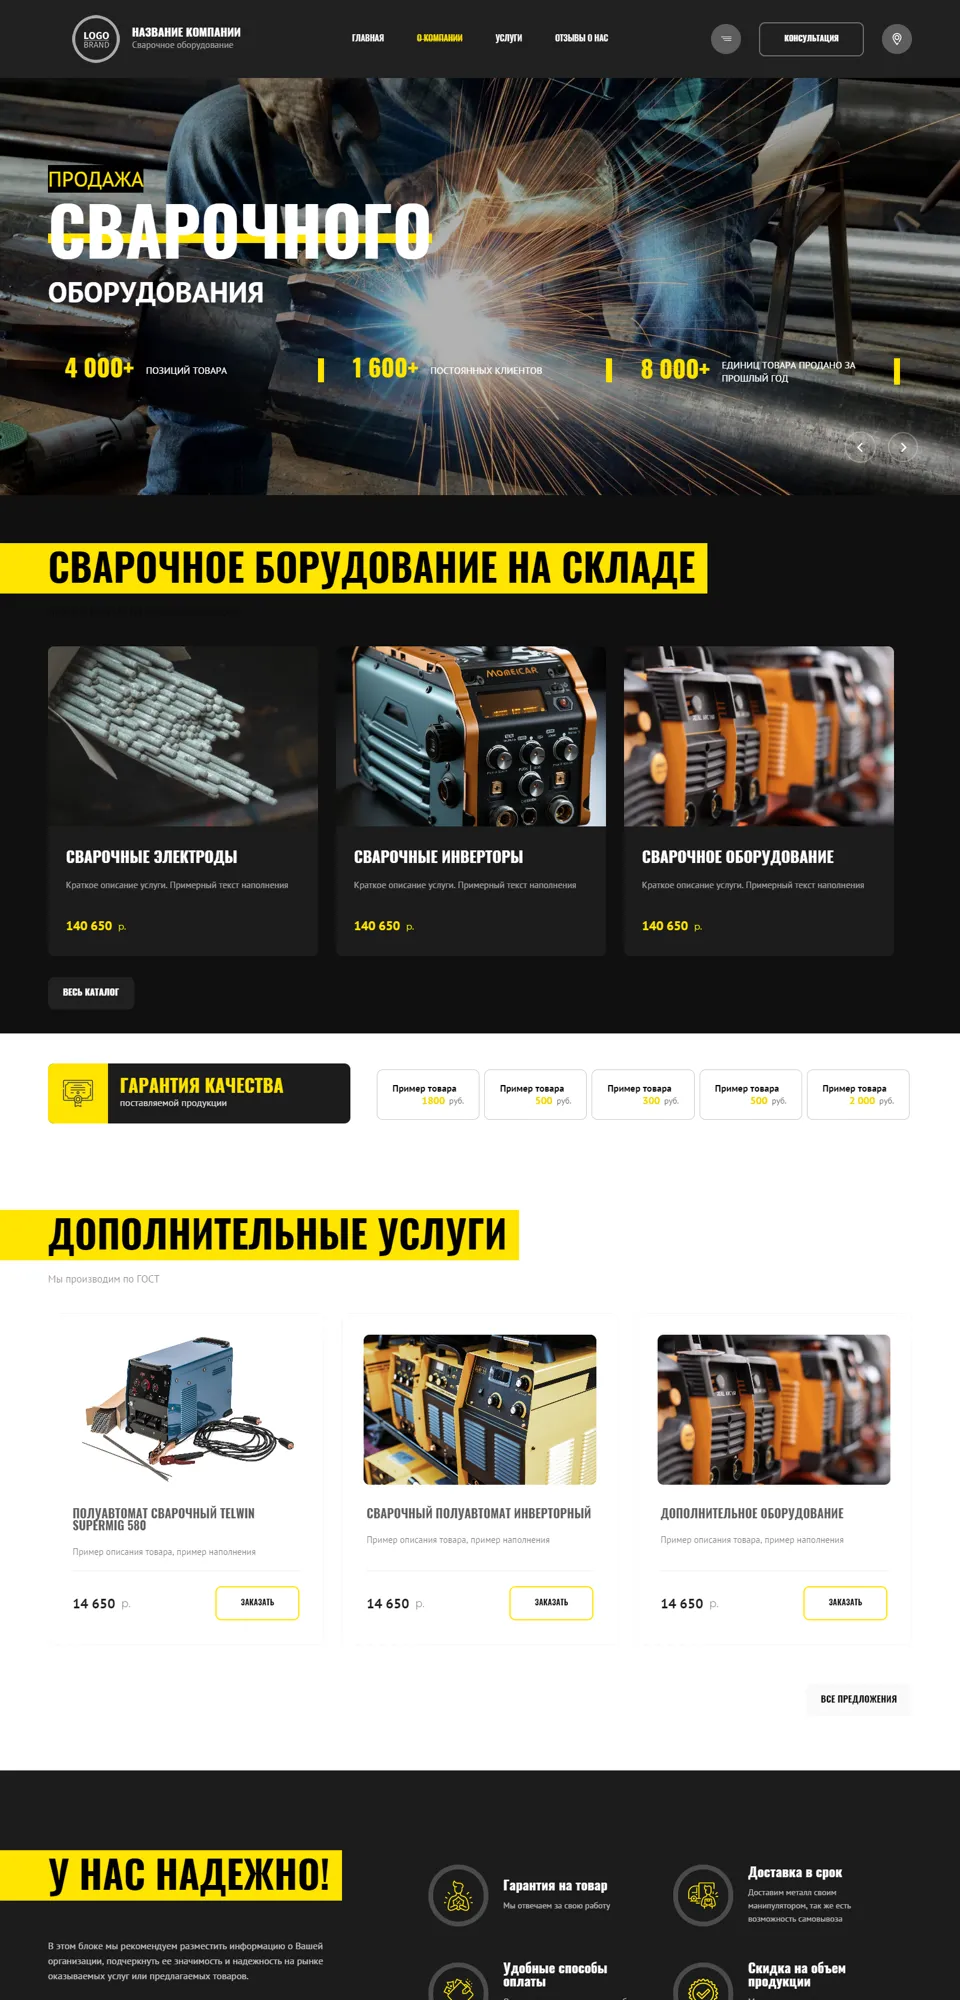 LOGO
BRAND
НАЗВАНИЕ КОМПАНИИ
Сварочное оборудование
ГЛАВНАЯ
О КОМПАНИИ
УСЛУГИ
ОТЗЫВЫ О НАС
КОНСУЛЬТАЦИЯ
ПРОДАЖА
СВАРОЧНОГО
ОБОРУДОВАНИЯ
4 000+ ПОЗИЦИЙ ТОВАРА
1 600+ ПОСТОЯННЫХ КЛИЕНТОВ
8 000+ ЕДИНИЦ ТОВАРА ПРОДАНО ЗА
ПРОШЛЫЙ ГОД
СВАРОЧНОЕ БОРУДОВАНИЕ НА СКЛАДЕ
MOMEICAR
СВАРОЧНЫЕ ЭЛЕКТРОДЫ
Краткое описание услуги. Примерный текст наполнения
140 650 р.
СВАРОЧНЫЕ ИНВЕРТОРЫ
Краткое описание услуги. Примерный текст наполнения
140 650 р.
СВАРОЧНОЕ ОБОРУДОВАНИЕ
Краткое описание услуги. Примерный текст наполнения
140 650 р.
ВЕСЬ КАТАЛОГ
ГАРАНТИЯ КАЧЕСТВА
поставляемой продукции
Пример товара
1800 руб.
Пример товара
500 руб.
Пример товара
300 руб.
Пример товара
500 руб.
Пример товара
2 000 руб.
ДОПОЛНИТЕЛЬНЫЕ УСЛУГИ
Мы производим по ГОСТ
ПОЛУАВТОМАТ СВАРОЧНЫЙ TELWIN
SUPERMIG 580
Пример описания товара, пример наполнения
14 650 р.
ЗАКАЗАТЬ
СВАРОЧНЫЙ ПОЛУАВТОМАТ ИНВЕРТОРНЫЙ
Пример описания товара, пример наполнения
14 650 р.
ЗАКАЗАТЬ
ДОПОЛНИТЕЛЬНОЕ ОБОРУДОВАНИЕ
Пример описания товара, пример наполнения
14 650 р.
ЗАКАЗАТЬ
ВСЕ ПРЕДЛОЖЕНИЯ
У НАС НАДЕЖНО!
В этом блоке мы рекомендуем разместить информацию о Вашей
организации, подчеркнуть ее значимость и надежность на рынке
оказываемых услуг или предлагаемых товаров.
Гарантия на товар
Мы отвечаем за свою работу
Доставка в срок
Доставим металл своим
манипулятором, так же есть
возможность самовывоза
Удобные способы
оплаты
Скидка на объем
продукции